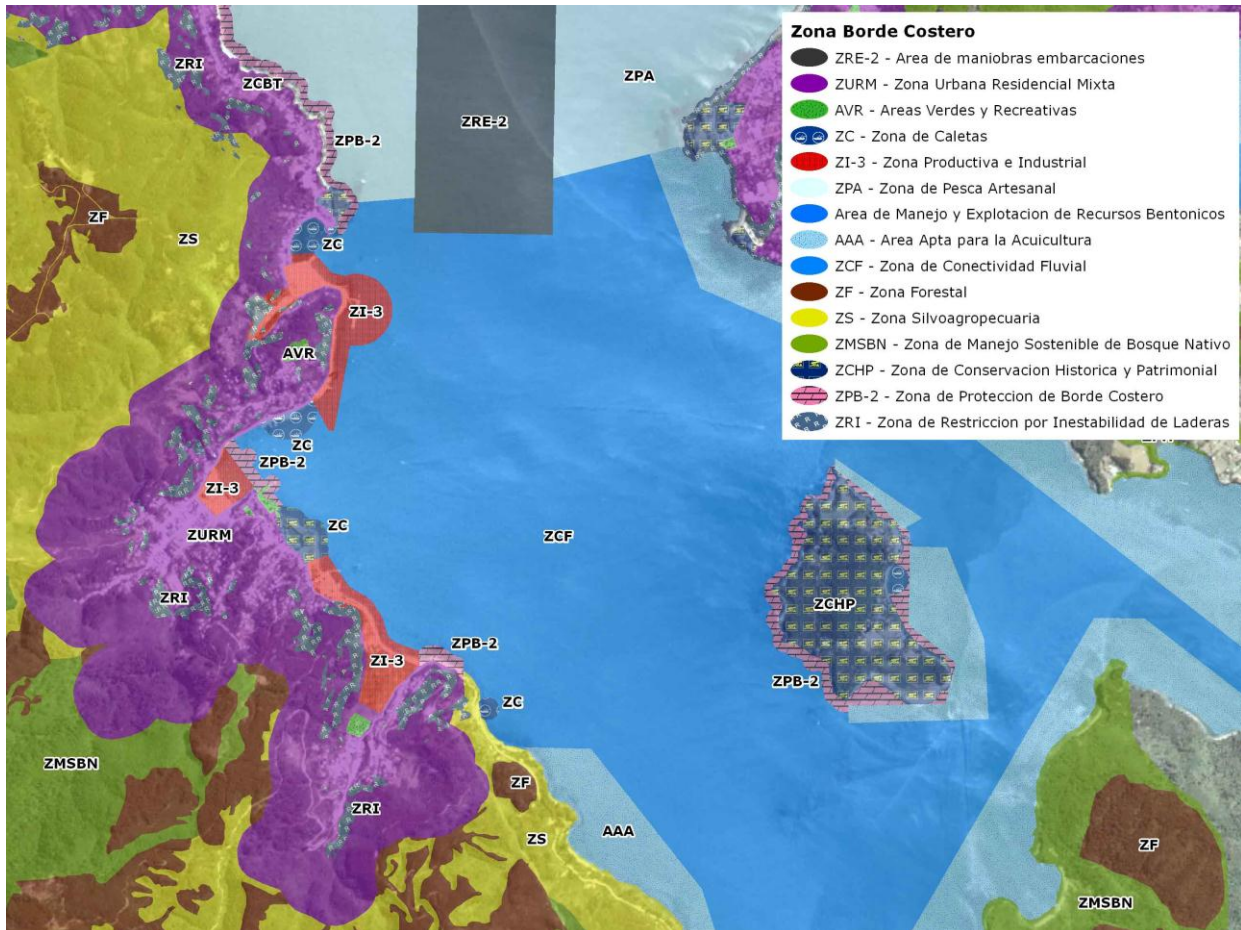 Zona Borde Costero
ZRE-2 - Area de maniobras embarcaciones
ZURM - Zona Urbana Residencial Mixta
AVR - Areas Verdes y Recreativas
ZC - Zona de Caletas
ZI-3 - Zona Productiva e Industrial
ZPA - Zona de Pesca Artesanal
Area de Manejo y Explotacion de Recursos Bentonicos
AAA - Area Apta para la Acuicultura
ZCF - Zona de Conectividad Fluvial
ZF - Zona Forestal
ZS - Zona Silvoagropecuaria
ZMSBN - Zona de Manejo Sostenible de Bosque Nativo
ZCHP - Zona de Conservacion Historica y Patrimonial
ZPB-2 - Zona de Proteccion de Borde Costero
ZRI - Zona de Restriccion por Inestabilidad de Laderas
ZRI
ZCBT
ZPA
ZRE-2
ZPB-2
ZF
ZS
ZC
ZI-3
AVR
ZC
ZPB-2
ZI-3
ZC
ZURM
ZCF
ZRI
ZCHP
ZPB-2
ZI-3
ZPB-2
ZC
ZMSBN
ZF
ZRI
AAA
ZS
ZF
ZMSBN